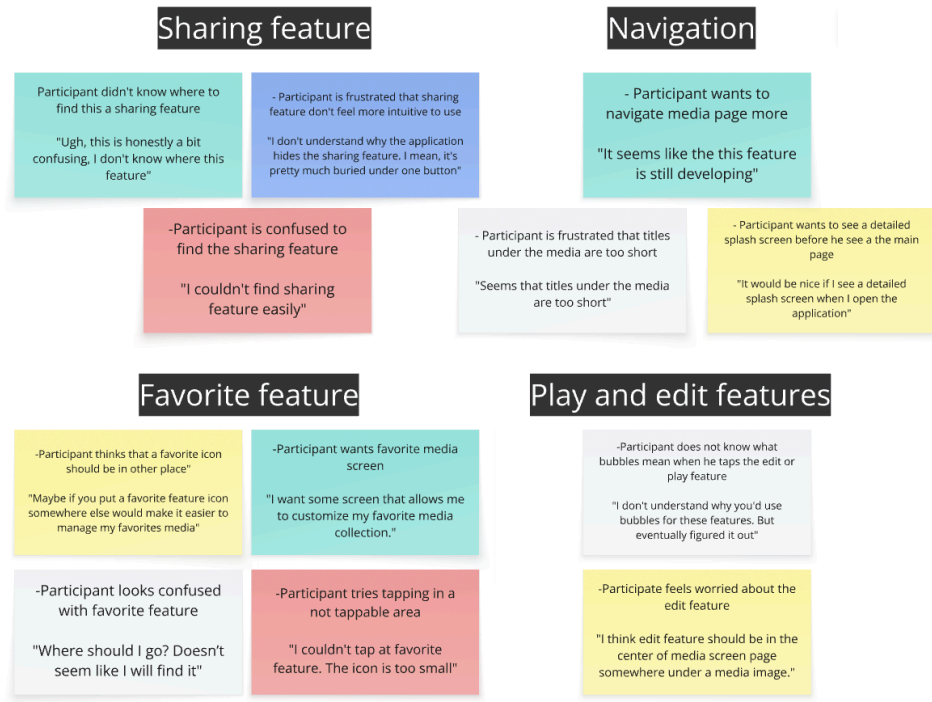 Sharing feature
Participant didn't know where to
find this a sharing feature
"Ugh, this is honestly a bit
confusing, I don't know where this
feature"
- Participant is frustrated that sharing
feature don't feel more intuitive to use
"I don't understand why the application
hides the sharing feature. I mean, it's
pretty much buried under one button"
-Participant is confused to
find the sharing feature
"I couldn't find sharing
feature easily"
Navigation
- Participant wants to
navigate media page more
"It seems like the this feature
is still developing"
- Participant is frustrated that titles
under the media are too short
"Seems that titles under the media
are too short"
- Participant wants to see a detailed
splash screen before he see a the main
page
"It would be nice if I see a detailed
splash screen when I open the
application"
Favorite feature
-Participant thinks that a favorite icon
should be in other place"
"Maybe if you put a favorite feature icon
somewhere else would make it easier to
manage my favorites media"
-Participant wants favorite media
screen
"I want some screen that allows me
to customize my favorite media
collection."
-Participant looks confused
with favorite feature
"Where should I go? Doesn’t
seem like I will find it"
-Participant tries tapping in a
not tappable area
"I couldn't tap at favorite
feature. The icon is too small"
Play and edit features
-Participant does not know what
bubbles mean when he taps the edit or
play feature
"I don't understand why you'd use
bubbles for these features. But
eventually figured it out"
-Participate feels worried about the
edit feature
"I think edit feature should be in the
center of media screen page
somewhere under a media image."